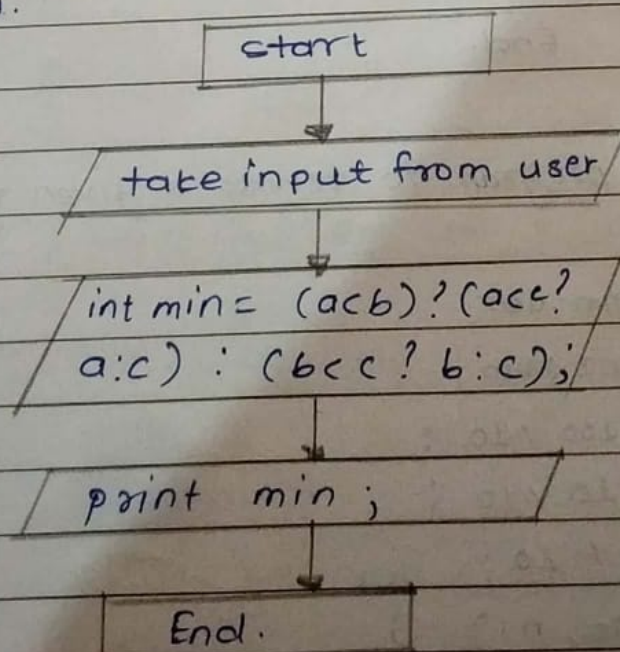 start
take input from user
int min = (a<b)?(a<c?
a:c) : (b<c? b:c);
print min ;
End.